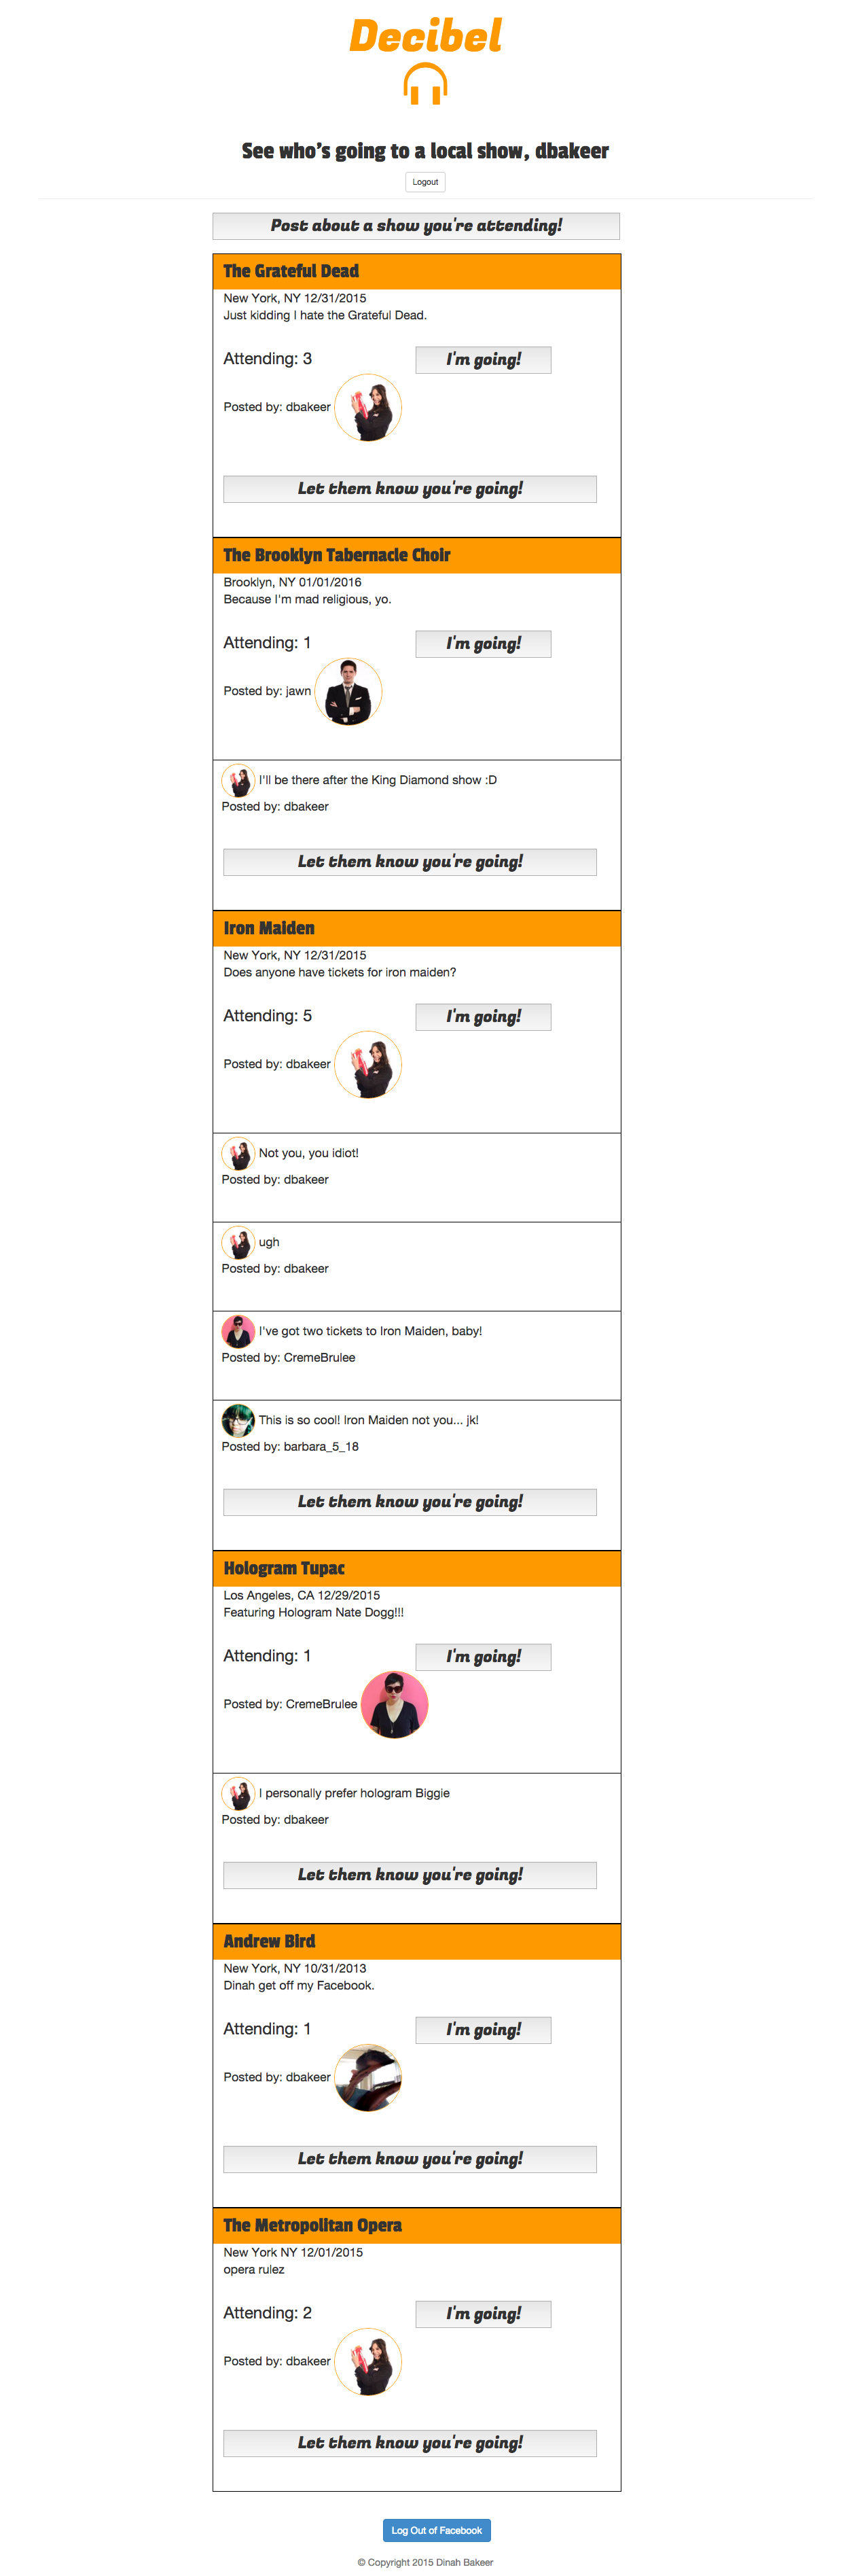 Decibel
See who's going to a local show, dbakeer
Logout
Post about a show you're attending!
The Grateful Dead
New York, NY 12/31/2015
Just kidding I hate the Grateful Dead.
Attending: 3
I'm going!
Posted by: dbakeer
Let them know you're going!
The Brooklyn Tabernacle Choir
Brooklyn, NY 01/01/2016
Because I'm mad religious, yo.
Attending: 1
I'm going!
Posted by: jawn
I'll be there after the King Diamond show :D
Posted by: dbakeer
Let them know you're going!
Iron Maiden
New York, NY 12/31/2015
Does anyone have tickets for iron maiden?
Attending: 5
I'm going!
Posted by: dbakeer
Not you, you idiot!
Posted by: dbakeer
ugh
Posted by: dbakeer
I've got two tickets to Iron Maiden, baby!
Posted by: CremeBrulee
This is so cool! Iron Maiden not you... jk!
Posted by: barbara_5_18
Let them know you're going!
Hologram Tupac
Los Angeles, CA 12/29/2015
Featuring Hologram Nate Dogg!!!
Attending: 1
I'm going!
Posted by: CremeBrulee
I personally prefer hologram Biggie
Posted by: dbakeer
Let them know you're going!
Andrew Bird
New York, NY 10/31/2013
Dinah get off my Facebook.
Attending: 1
I'm going!
Posted by: dbakeer
Let them know you're going!
The Metropolitan Opera
New York NY 12/01/2015
opera rulez
Attending: 2
I'm going!
Posted by: dbakeer
Let them know you're going!
Log Out of Facebook
© Copyright 2015 Dinah Bakeer